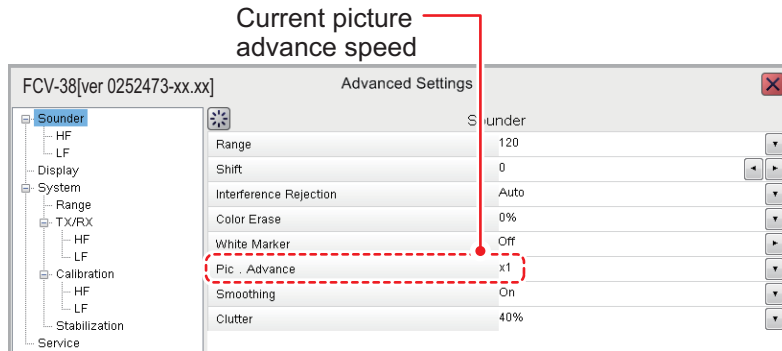 Current picture
advance speed
FCV-38[ver 0252473-xx.xx]
Advanced Settings
Sounder
HF
LF
Display
System
Range
TX/RX
HF
LF
Calibration
HF
LF
Stabilization
Service
Sounder
Range 120
Shift 0
Interference Rejection Auto
Color Erase 0%
White Marker Off
Pic . Advance x1
Smoothing On
Clutter 40%